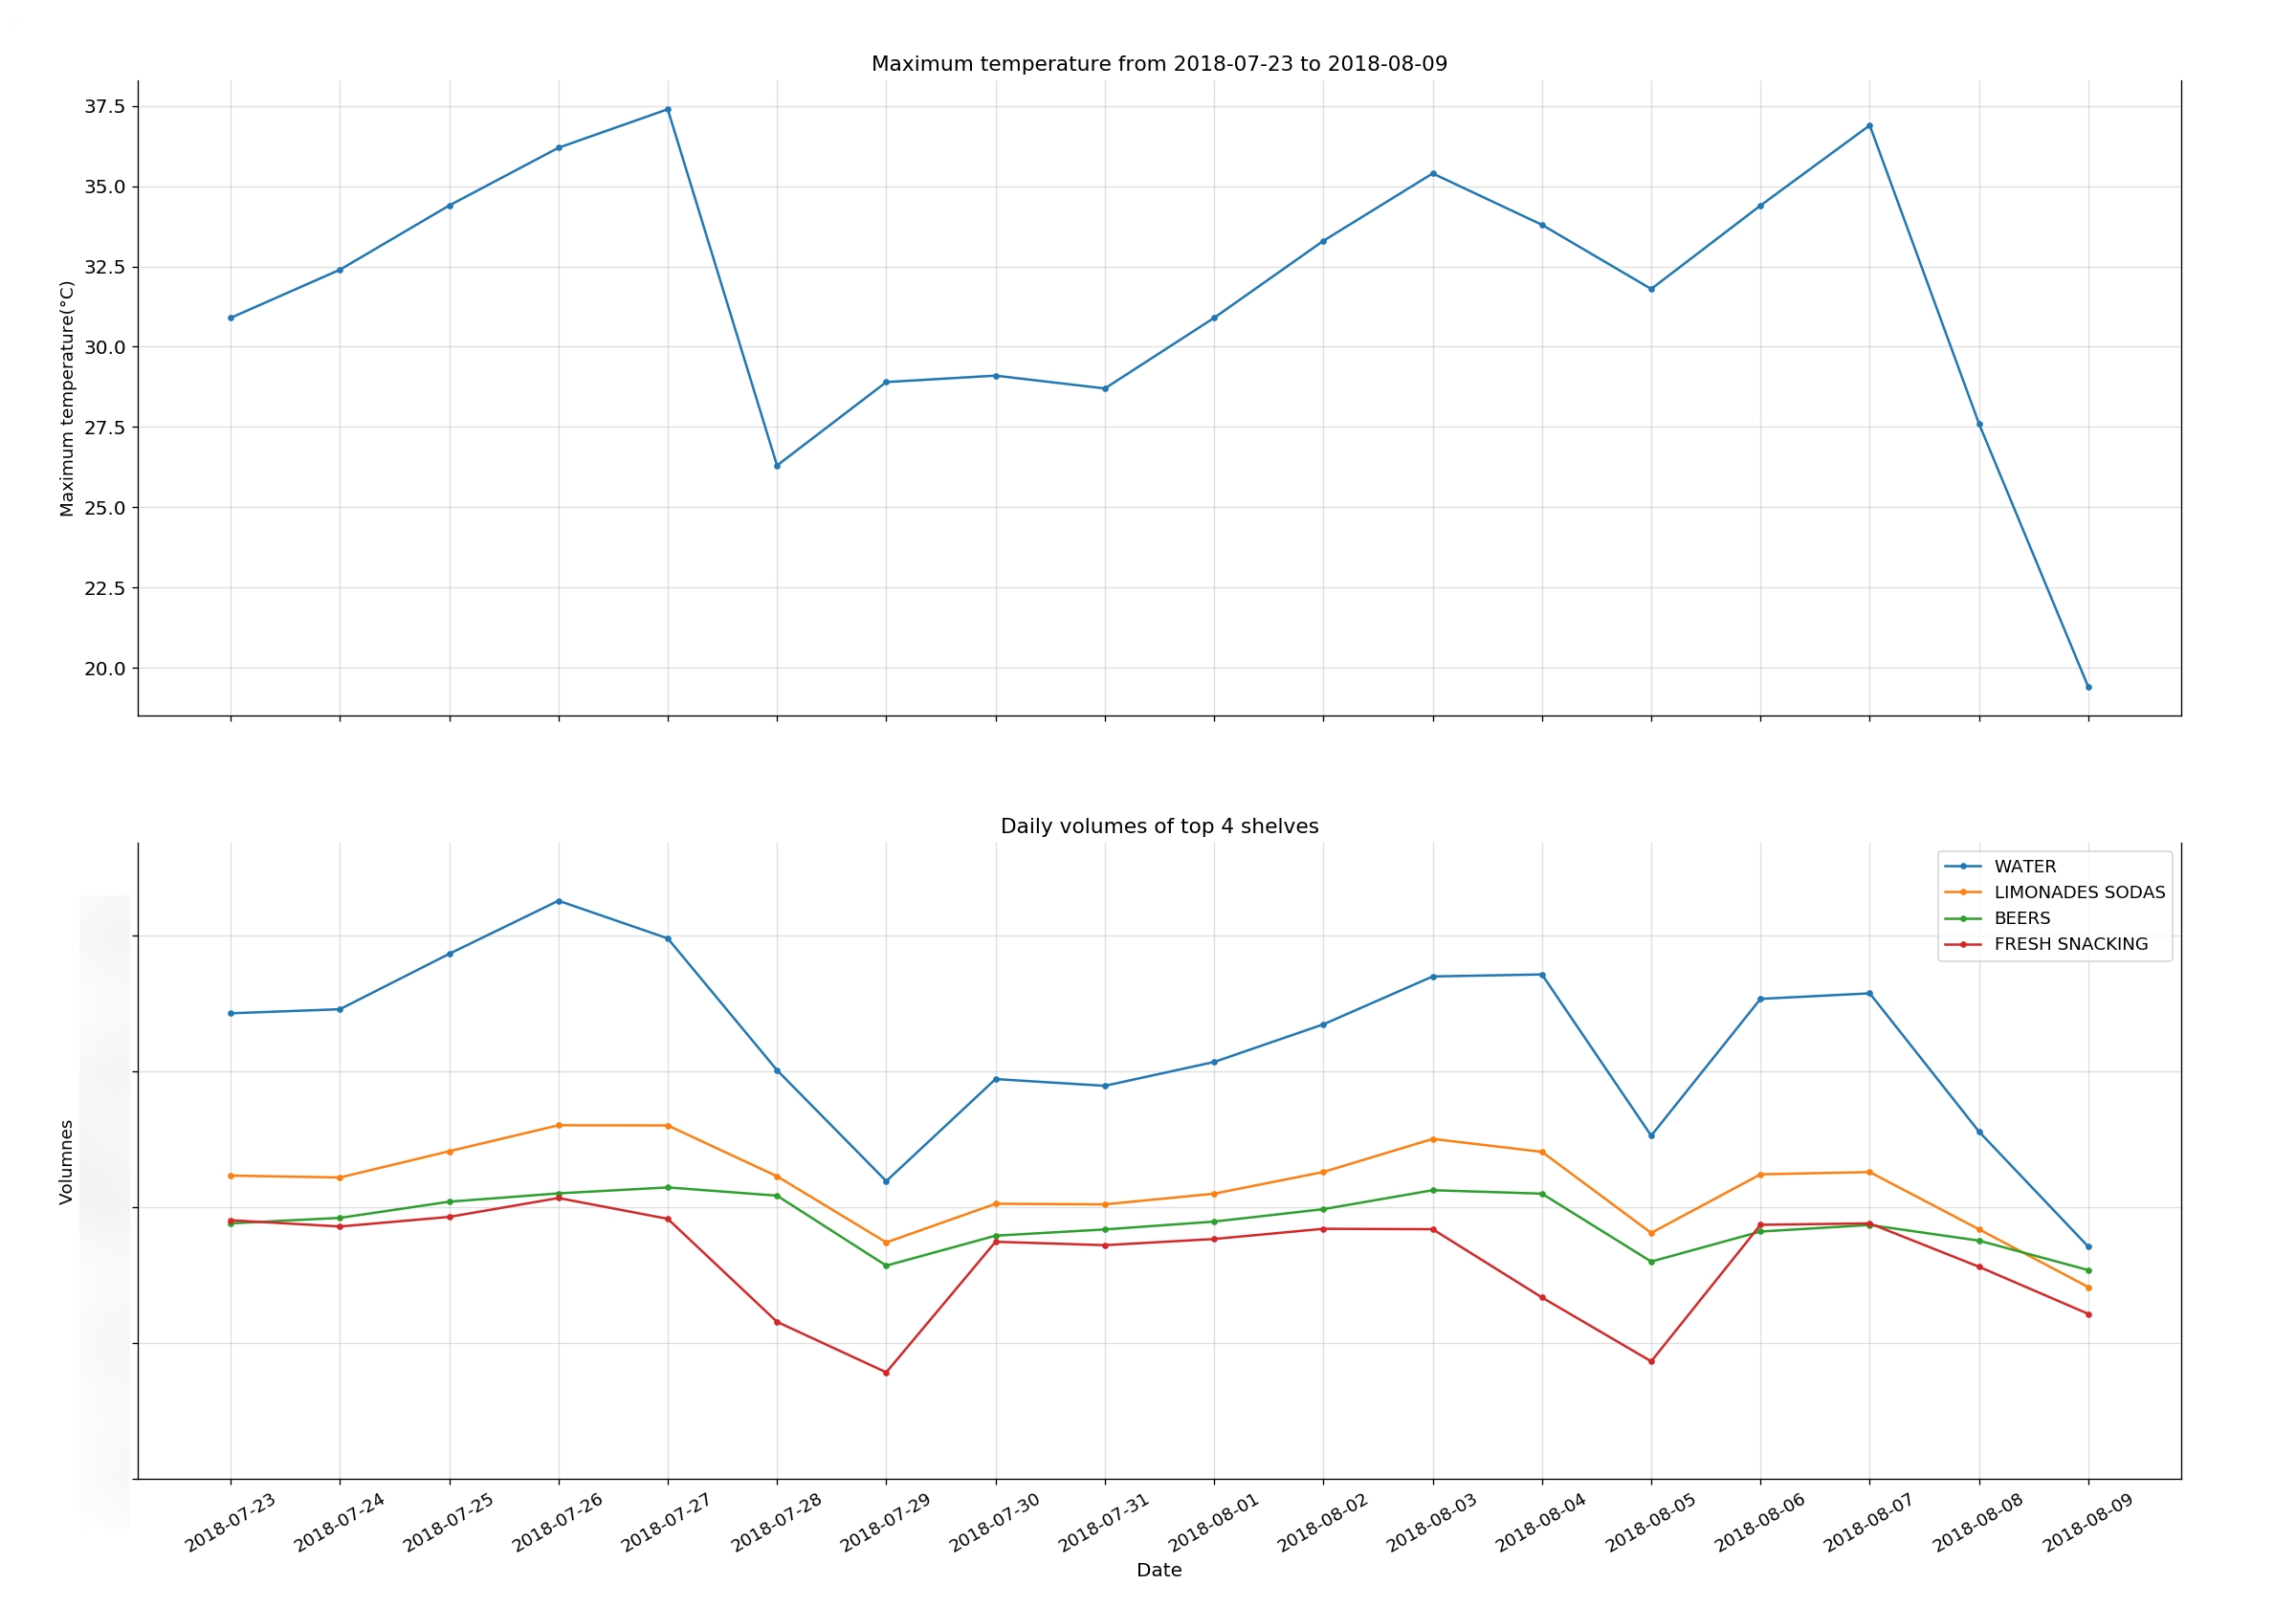 Maximum temperature from 2018-07-23 to 2018-08-09
Maximum temperature(°C)
37.5
35.0
32.5
30.0
27.5
25.0
22.5
20.0
Daily volumes of top 4 shelves
WATER
LIMONADES SODAS
BEERS
FRESH SNACKING
Volumnes
2018-07-23
2018-07-24
2018-07-25
2018-07-26
2018-07-27
2018-07-28
2018-07-29
2018-07-30
2018-07-31
2018-08-01
2018-08-02
2018-08-03
2018-08-04
2018-08-05
2018-08-06
2018-08-07
2018-08-08
2018-08-09
Date